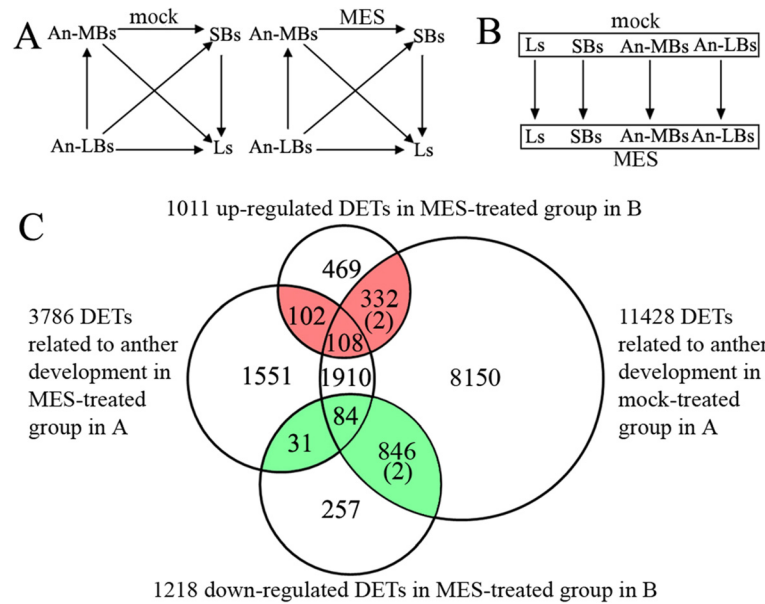 A
mock
An-MBs
SBs
An-LBs
Ls
MES
An-MBs
SBs
An-LBs
Ls
B
mock
Ls SBs An-MBs An-LBs
Ls SBs An-MBs An-LBs
MES
C
1011 up-regulated DETs in MES-treated group in B
469
332
(2)
102
108
3786 DETs
related to anther
development in
MES-treated
group in A
1551
1910
8150
11428 DETs
related to anther
development in
mock-treated
group in A
84
31
846
(2)
257
1218 down-regulated DETs in MES-treated group in B